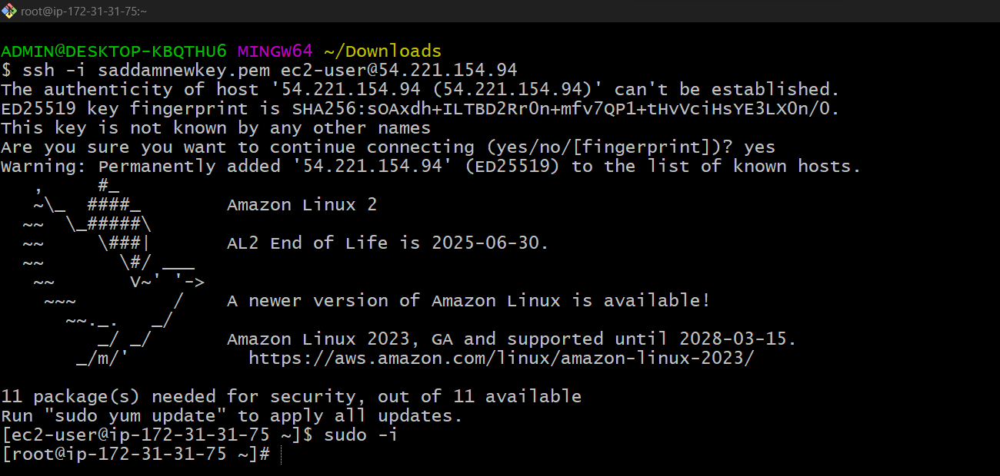 root@ip-172-31-31-75:~
ADMIN@DESKTOP-KBQTHU6 MINGW64 ~/Downloads
$ ssh -i saddamnewkey.pem ec2-user@54.221.154.94
The authenticity of host '54.221.154.94 (54.221.154.94)' can't be established.
ED25519 key fingerprint is SHA256:sOAxdh+ILTBD2Rr0n+mfv7QP1+tHvVciHsYE3LX0n/0.
This key is not known by any other names
Are you sure you want to continue connecting (yes/no/[fingerprint])? yes
Warning: Permanently added '54.221.154.94' (ED25519) to the list of known hosts.
   ,     #_
   ~\_  ####_        Amazon Linux 2
  ~~  \_#####\
  ~~     \###|       AL2 End of Life is 2025-06-30.
  ~~       \#/ ___
   ~~       V~' '->
    ~~~         /    A newer version of Amazon Linux is available!
      ~~._.   _/
         _/ _/       Amazon Linux 2023, GA and supported until 2028-03-15.
       _/m/'           https://aws.amazon.com/linux/amazon-linux-2023/
11 package(s) needed for security, out of 11 available
Run "sudo yum update" to apply all updates.
[ec2-user@ip-172-31-31-75 ~]$ sudo -i
[root@ip-172-31-31-75 ~]#